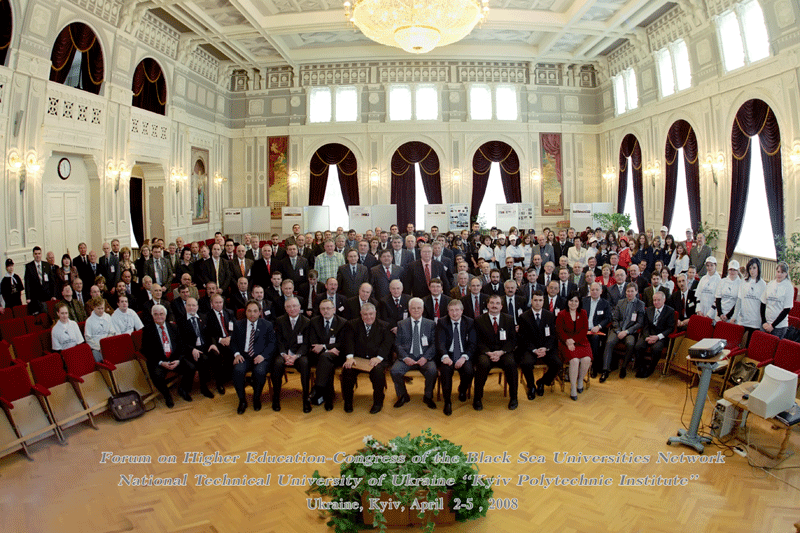 Forum on Higher Education-Congress of the Black Sea Universities Network
National Technical University of Ukraine "Kyiv Polytechnic Institute"
Ukraine, Kyiv, April 2-5 , 2008